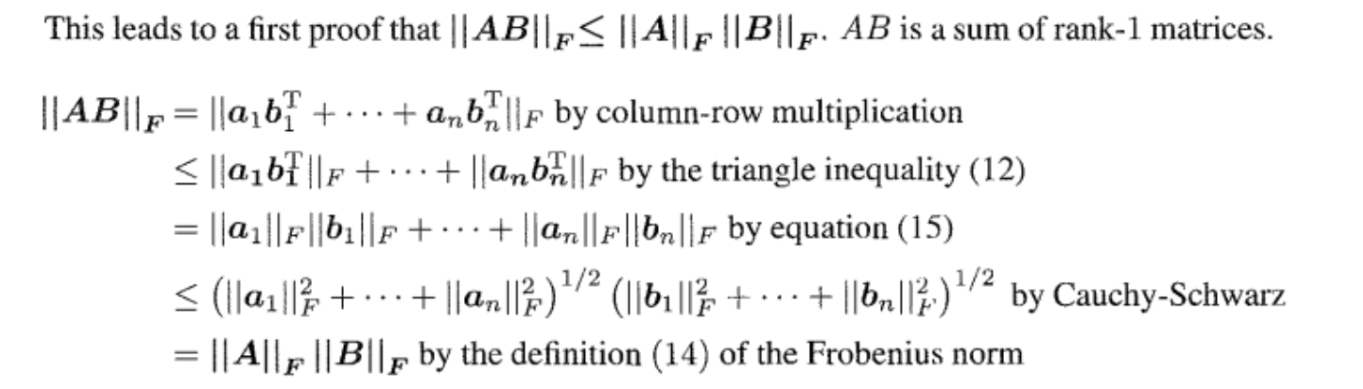 This leads to a first proof that ||AB||_F ≤ ||A||_F ||B||_F. AB is a sum of rank-1 matrices.
||AB||_F = ||a₁b₁ᵀ + ··· + aₙbₙᵀ||_F by column-row multiplication
≤ ||a₁b₁ᵀ||_F + ··· + ||aₙbₙᵀ||_F by the triangle inequality (12)
= ||a₁||_F||b₁||_F + ··· + ||aₙ||_F||bₙ||_F by equation (15)
≤ (||a₁||²_F + ··· + ||aₙ||²_F)^1/2 (||b₁||²_F + ··· + ||bₙ||²_F)^1/2 by Cauchy-Schwarz
= ||A||_F ||B||_F by the definition (14) of the Frobenius norm